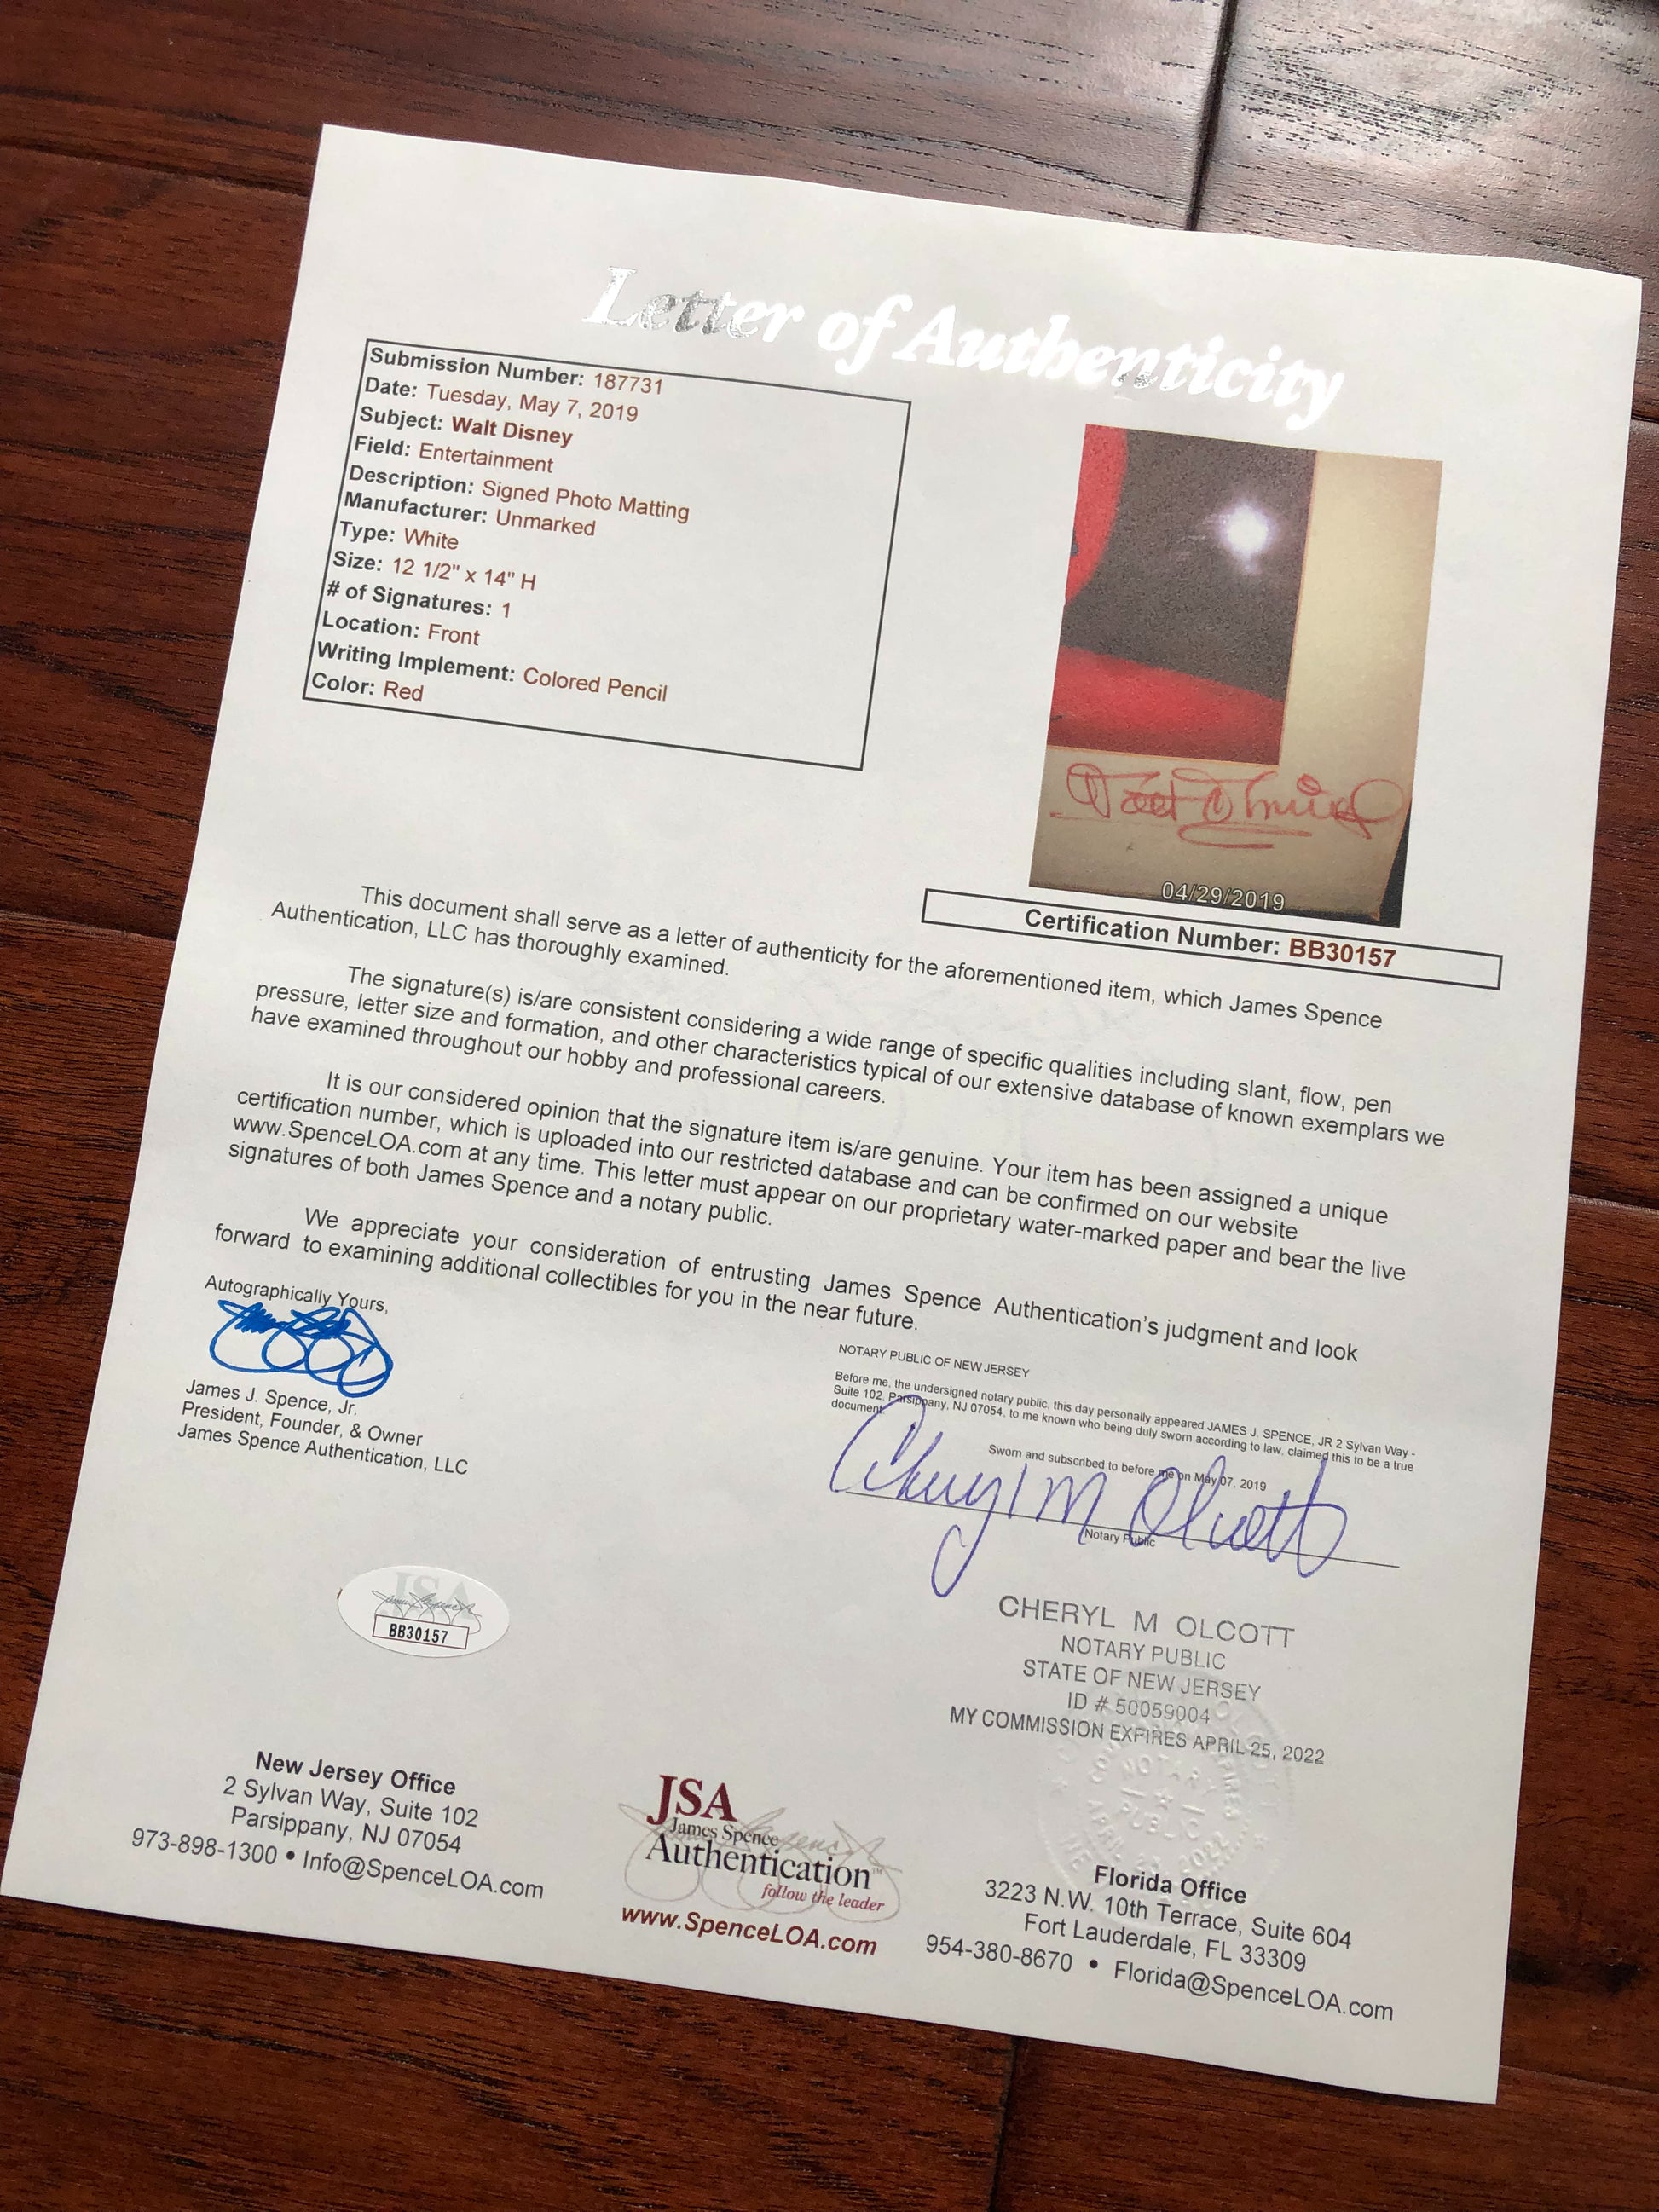 Letter of Authenticity
Submission Number: 187731
Date: Tuesday, May 7, 2019
Subject: Walt Disney
Field: Entertainment
Description: Signed Photo Matting
Manufacturer: Unmarked
Type: White
Size: 12 1/2" x 14" H
# of Signatures: 1
Location: Front
Writing Implement: Colored Pencil
Color: Red
Walt Disney
04/29/2019
Certification Number: BB30157
This document shall serve as a letter of authenticity for the aforementioned item, which James Spence
Authentication, LLC has thoroughly examined.
The signature(s) is/are consistent considering a wide range of specific qualities including slant, flow, pen
pressure, letter size and formation, and other characteristics typical of our extensive database of known exemplars we
have examined throughout our hobby and professional careers.
It is our considered opinion that the signature item is/are genuine. Your item has been assigned a unique
certification number, which is uploaded into our restricted database and can be confirmed on our website
www.SpenceLOA.com at any time. This letter must appear on our proprietary water-marked paper and bear the live
signatures of both James Spence and a notary public.
We appreciate your consideration of entrusting James Spence Authentication's judgment and look
forward to examining additional collectibles for you in the near future.
Autographically Yours,
James J. Spence, Jr.
President, Founder, & Owner
James Spence Authentication, LLC
NOTARY PUBLIC OF NEW JERSEY
Before me, the undersigned notary public, this day personally appeared JAMES J. SPENCE, JR 2 Sylvan Way -
Suite 102, Parsippany, NJ 07054, to me known who being duly sworn according to law, claimed this to be a true
document.
Sworn and subscribed to before me on May 07, 2019
Cheryl M Olcott
Notary Public
CHERYL M OLCOTT
NOTARY PUBLIC
STATE OF NEW JERSEY
ID # 50059004
MY COMMISSION EXPIRES APRIL 25, 2022
JSA
BB30157
New Jersey Office
2 Sylvan Way, Suite 102
Parsippany, NJ 07054
973-898-1300 • Info@SpenceLOA.com
JSA
James Spence
Authentication™
follow the leader
www.SpenceLOA.com
Florida Office
3223 N.W. 10th Terrace, Suite 604
Fort Lauderdale, FL 33309
954-380-8670 • Florida@SpenceLOA.com